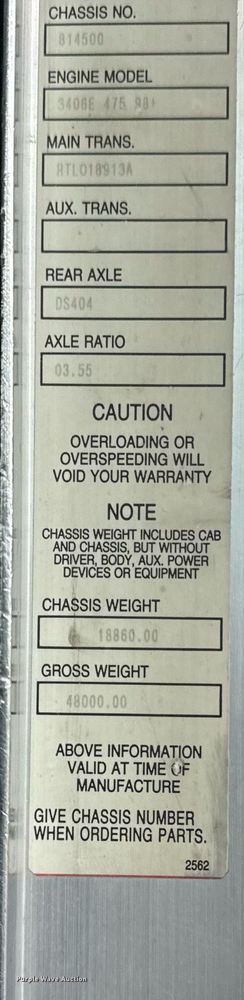 CHASSIS NO.
814500
ENGINE MODEL
3406E 475 98+
MAIN TRANS.
RTLO18913A
AUX. TRANS.
REAR AXLE
DS404
AXLE RATIO
03.55
CAUTION
OVERLOADING OR
OVERSPEEDING WILL
VOID YOUR WARRANTY
NOTE
CHASSIS WEIGHT INCLUDES CAB
AND CHASSIS, BUT WITHOUT
DRIVER, BODY, AUX. POWER
DEVICES OR EQUIPMENT
CHASSIS WEIGHT
18860.00
GROSS WEIGHT
48000.00
ABOVE INFORMATION
VALID AT TIME OF
MANUFACTURE
GIVE CHASSIS NUMBER
WHEN ORDERING PARTS.
2562
Purple Wave Auction